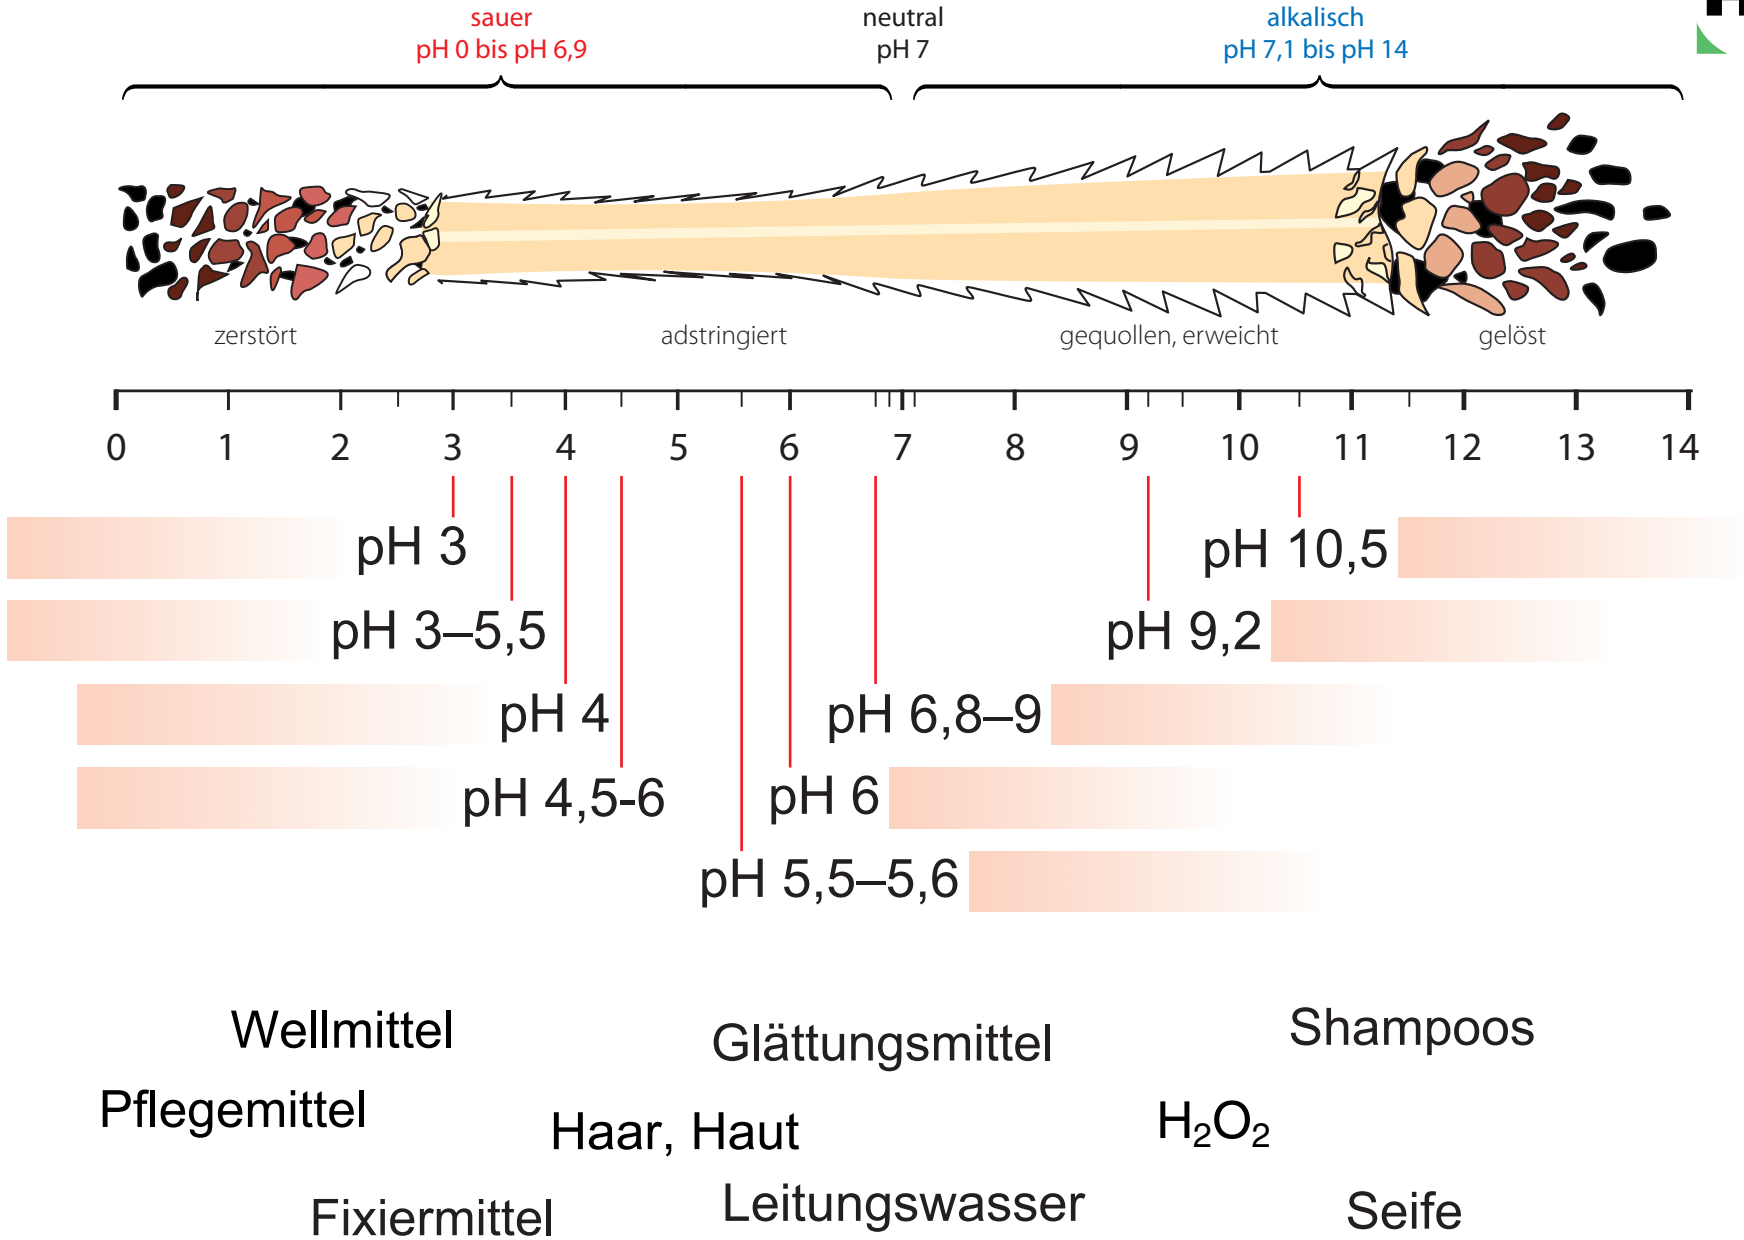 sauer
pH 0 bis pH 6,9
neutral
pH 7
alkalisch
pH 7,1 bis pH 14
zerstört
adstringiert
gequollen, erweicht
gelöst
0 1 2 3 4 5 6 7 8 9 10 11 12 13 14
pH 3
pH 10,5
pH 3–5,5
pH 9,2
pH 4
pH 6,8–9
pH 4,5-6
pH 6
pH 5,5–5,6
Wellmittel
Glättungsmittel
Shampoos
Pflegemittel
Haar, Haut
H₂O₂
Fixiermittel
Leitungswasser
Seife